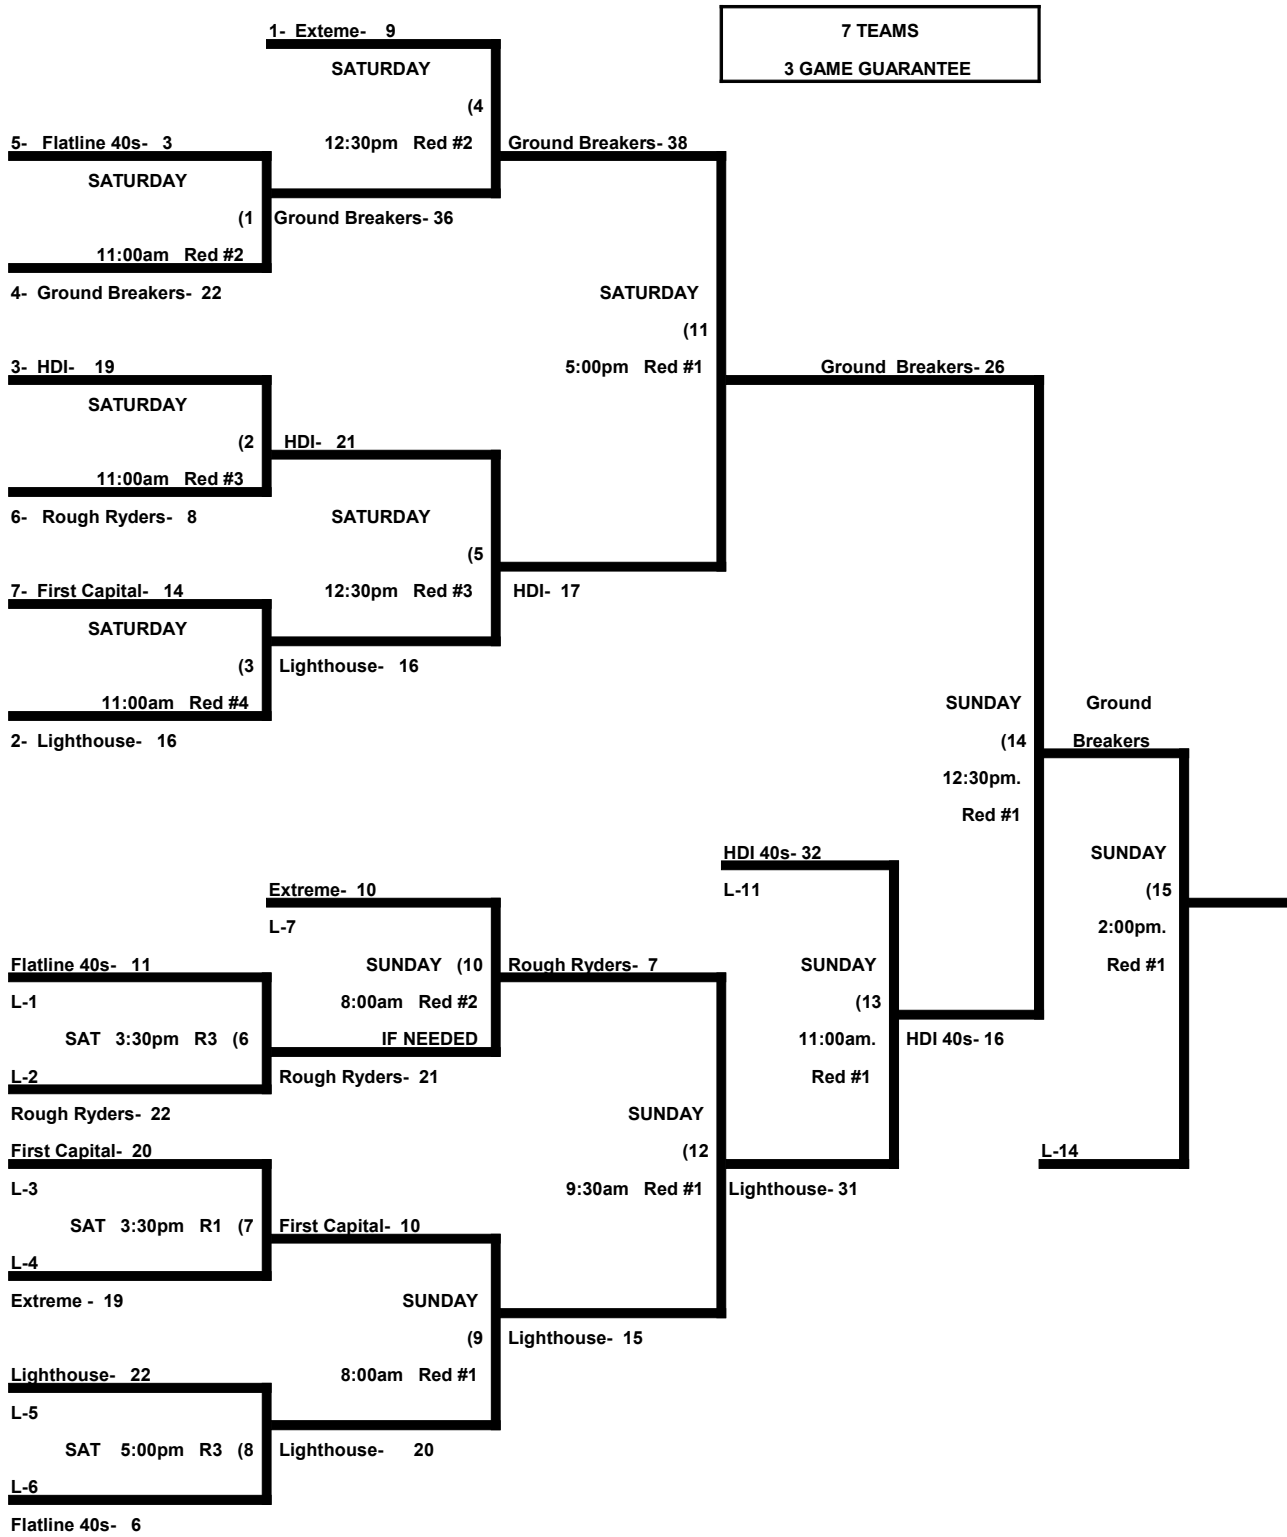 1- Exteme- 9
7 TEAMS
3 GAME GUARANTEE
SATURDAY
(4
12:30pm Red #2
5- Flatline 40s- 3
Ground Breakers- 38
SATURDAY
(1
11:00am Red #2
Ground Breakers- 36
4- Ground Breakers- 22
SATURDAY
(11
5:00pm Red #1
3- HDI- 19
Ground Breakers- 26
SATURDAY
(2
11:00am Red #3
HDI- 21
6- Rough Ryders- 8
SATURDAY
(5
12:30pm Red #3
HDI- 17
7- First Capital- 14
SATURDAY
(3
11:00am Red #4
Lighthouse- 16
2- Lighthouse- 16
SUNDAY
(14
12:30pm.
Red #1
Ground
Breakers
HDI 40s- 32
L-11
SUNDAY
(15
2:00pm.
Red #1
Extreme- 10
L-7
SUNDAY (10
8:00am Red #2
IF NEEDED
Rough Ryders- 7
Flatline 40s- 11
L-1
SAT 3:30pm R3 (6
L-2
Rough Ryders- 22
Rough Ryders- 21
SUNDAY
(13
11:00am.
Red #1
HDI 40s- 16
SUNDAY
(12
9:30am Red #1
Lighthouse- 31
L-14
First Capital- 20
L-3
SAT 3:30pm R1 (7
L-4
Extreme - 19
First Capital- 10
SUNDAY
(9
8:00am Red #1
Lighthouse- 15
Lighthouse- 22
L-5
SAT 5:00pm R3 (8
L-6
Flatline 40s- 6
Lighthouse- 20